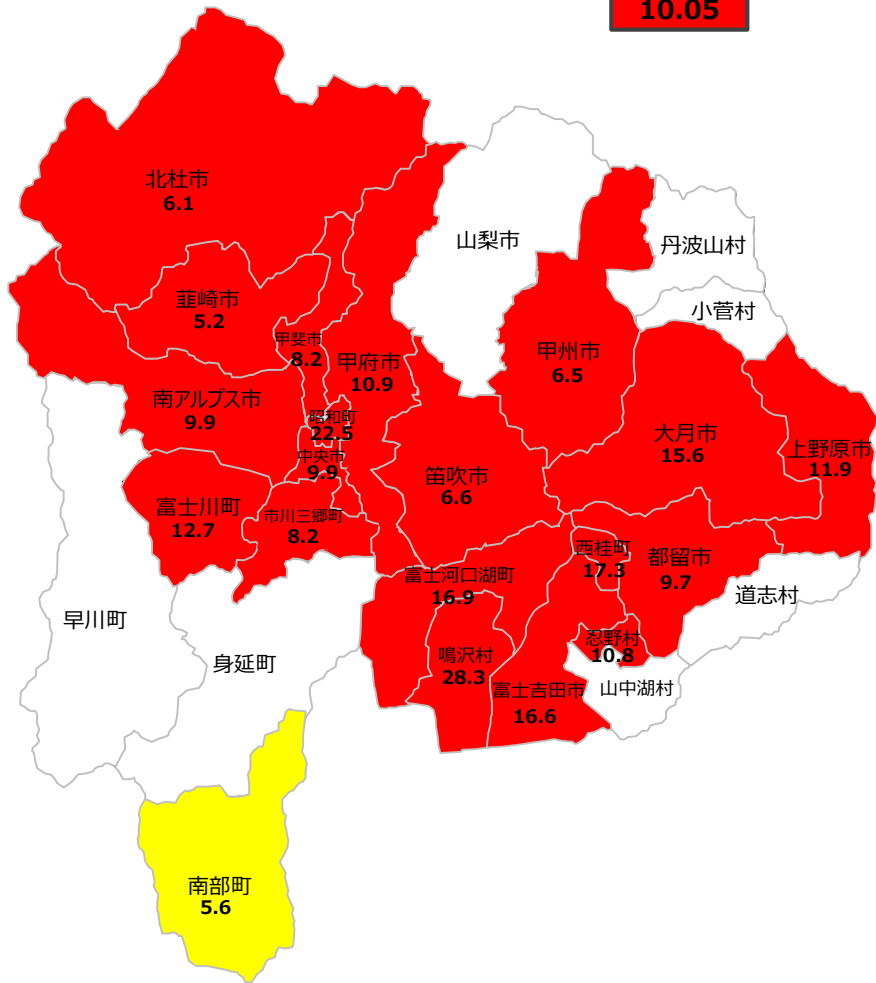 10.05
北杜市
6.1
山梨市
丹波山村
小菅村
韮崎市
5.2
甲斐市
8.2
甲府市
10.9
甲州市
6.5
南アルプス市
9.9
昭和町
22.5
中央市
9.9
大月市
15.6
上野原市
11.9
笛吹市
6.6
富士川町
12.7
市川三郷町
8.2
西桂町
17.3
都留市
9.7
富士河口湖町
16.9
道志村
早川町
身延町
鳴沢村
28.3
忍野村
10.8
富士吉田市
16.6
山中湖村
南部町
5.6